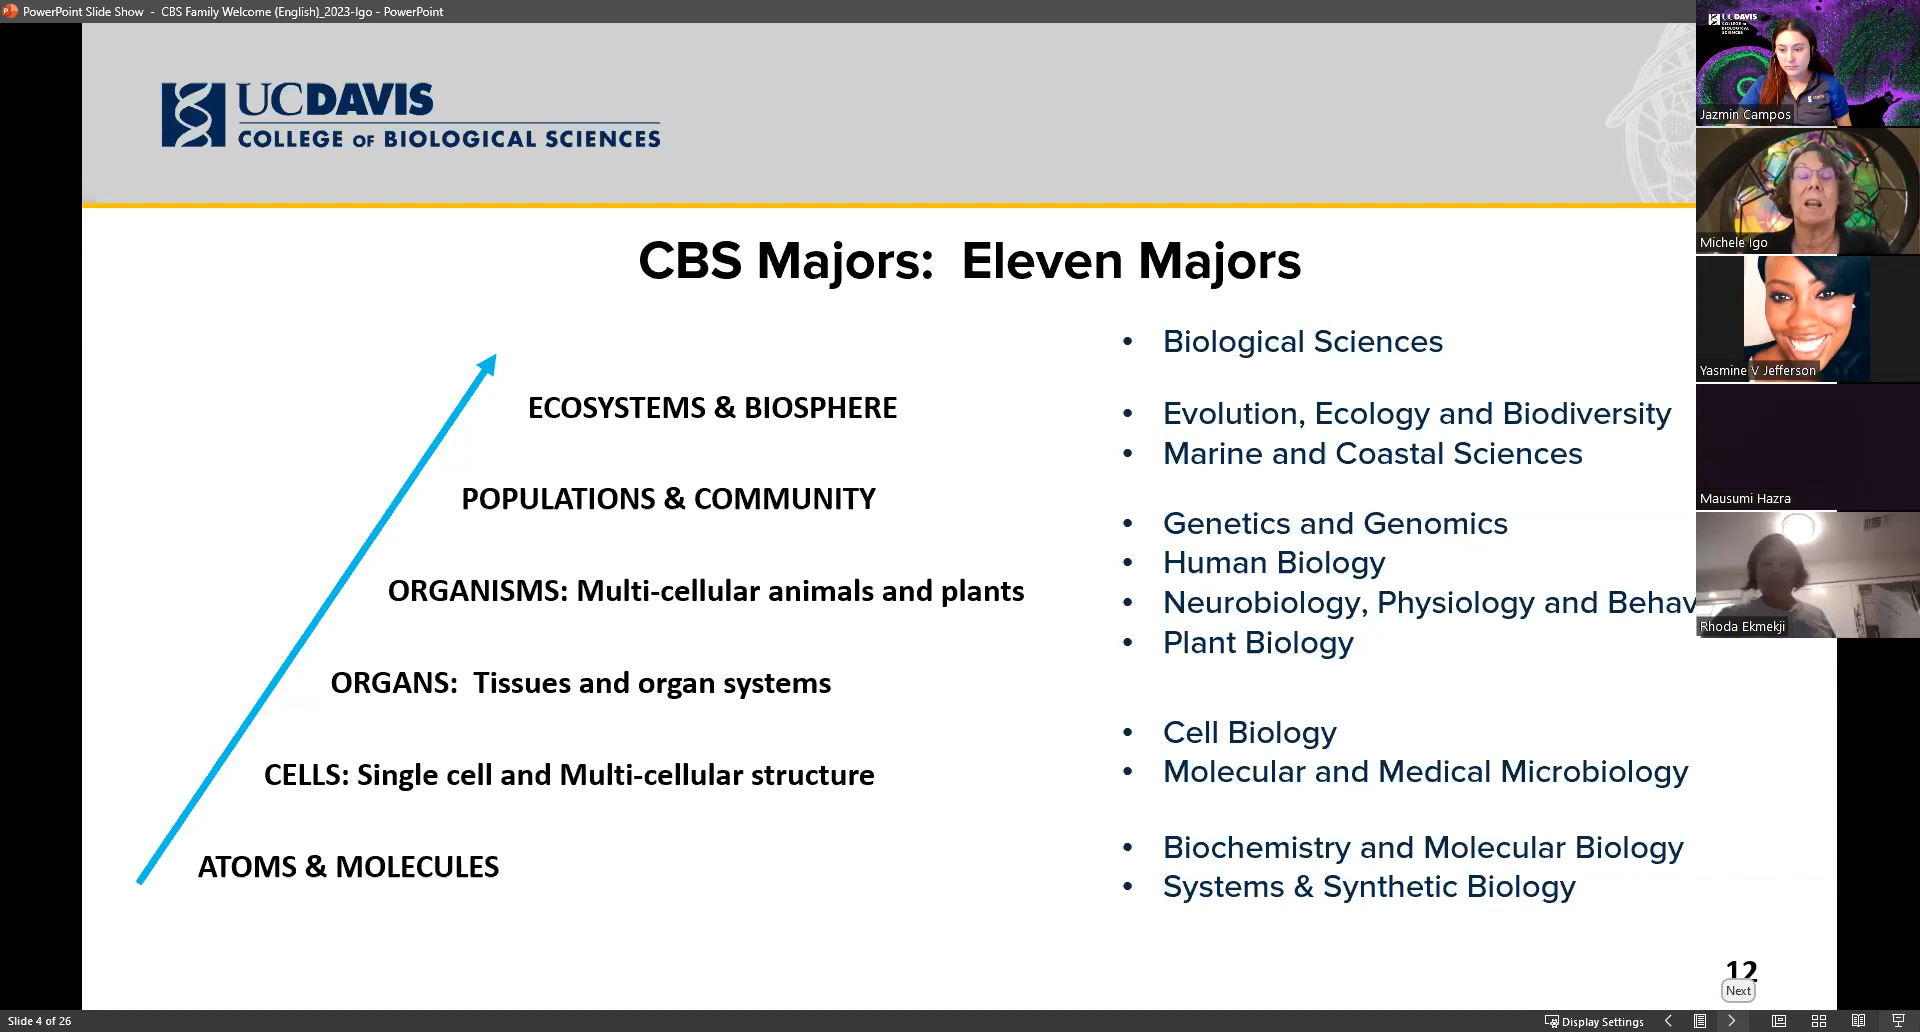 PowerPoint Slide Show - CBS Family Welcome (English)_2023-Igo - PowerPoint
UCDAVIS
COLLEGE OF BIOLOGICAL SCIENCES
CBS Majors: Eleven Majors
ECOSYSTEMS & BIOSPHERE
POPULATIONS & COMMUNITY
ORGANISMS: Multi-cellular animals and plants
ORGANS: Tissues and organ systems
CELLS: Single cell and Multi-cellular structure
ATOMS & MOLECULES
• Biological Sciences
• Evolution, Ecology and Biodiversity
• Marine and Coastal Sciences
• Genetics and Genomics
• Human Biology
• Neurobiology, Physiology and Behav
• Plant Biology
• Cell Biology
• Molecular and Medical Microbiology
• Biochemistry and Molecular Biology
• Systems & Synthetic Biology
12
Next
UCDAVIS
COLLEGE OF
BIOLOGICAL
SCIENCES
Jazmin Campos
Michele Igo
Yasmine V Jefferson
Mausumi Hazra
Rhoda Ekmekji
Slide 4 of 26
Display Settings